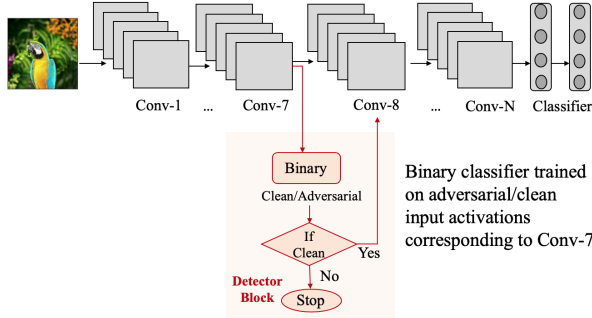 Conv-1 ... Conv-7 Conv-8 ... Conv-N Classifier
Binary
Clean/Adversarial
If
Clean
Yes
No
Detector
Block
Stop
Binary classifier trained
on adversarial/clean
input activations
corresponding to Conv-7